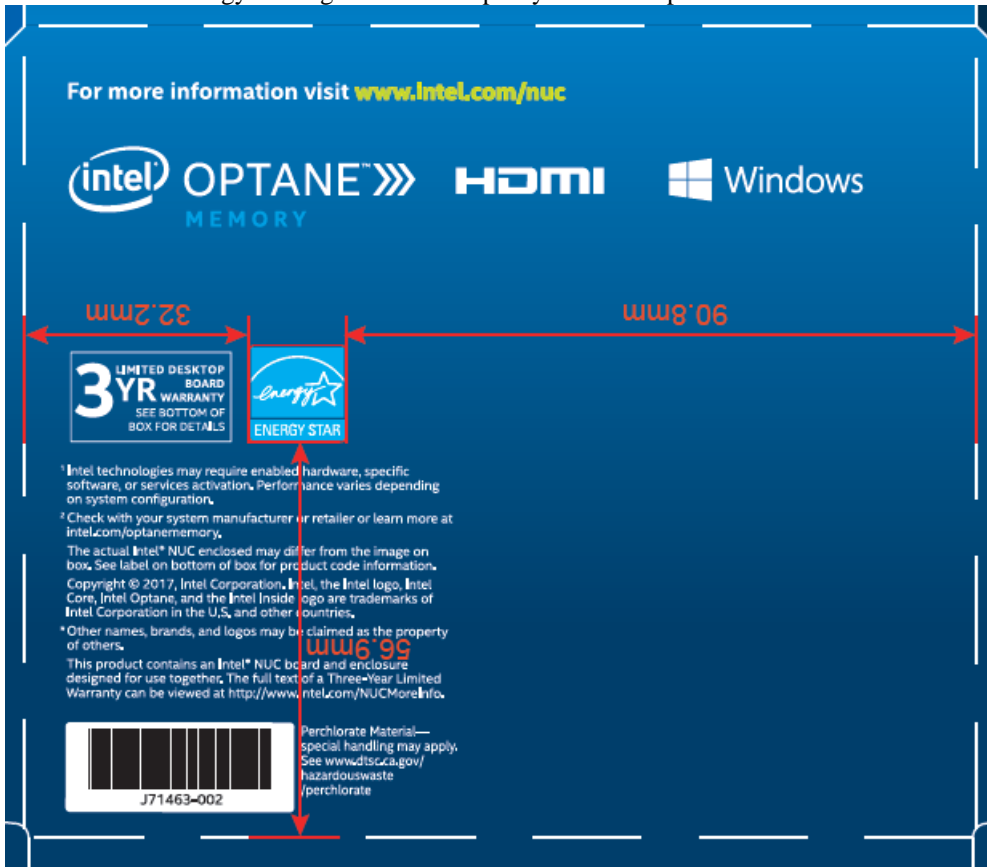 For more information visit www.intel.com/nuc
intel OPTANE™ HDMI Windows
MEMORY
32.2mm 90.8mm
3 YR LIMITED DESKTOP
BOARD
WARRANTY
SEE BOTTOM OF
BOX FOR DETAILS
energy
ENERGY STAR
¹ Intel technologies may require enabled hardware, specific
software, or services activation. Performance varies depending
on system configuration.
² Check with your system manufacturer or retailer or learn more at
intel.com/optanememory.
The actual Intel® NUC enclosed may differ from the image on
box. See label on bottom of box for product code information.
Copyright © 2017, Intel Corporation. Intel, the Intel logo, Intel
Core, Intel Optane, and the Intel Inside logo are trademarks of
Intel Corporation in the U.S. and other countries.
*Other names, brands, and logos may be claimed as the property
of others.
56.9mm
This product contains an Intel® NUC board and enclosure
designed for use together. The full text of a Three-Year Limited
Warranty can be viewed at http://www.intel.com/NUCMoreInfo.
Perchlorate Material—
special handling may apply.
See www.dtsc.ca.gov/
hazardouswaste
/perchlorate
J71463-002